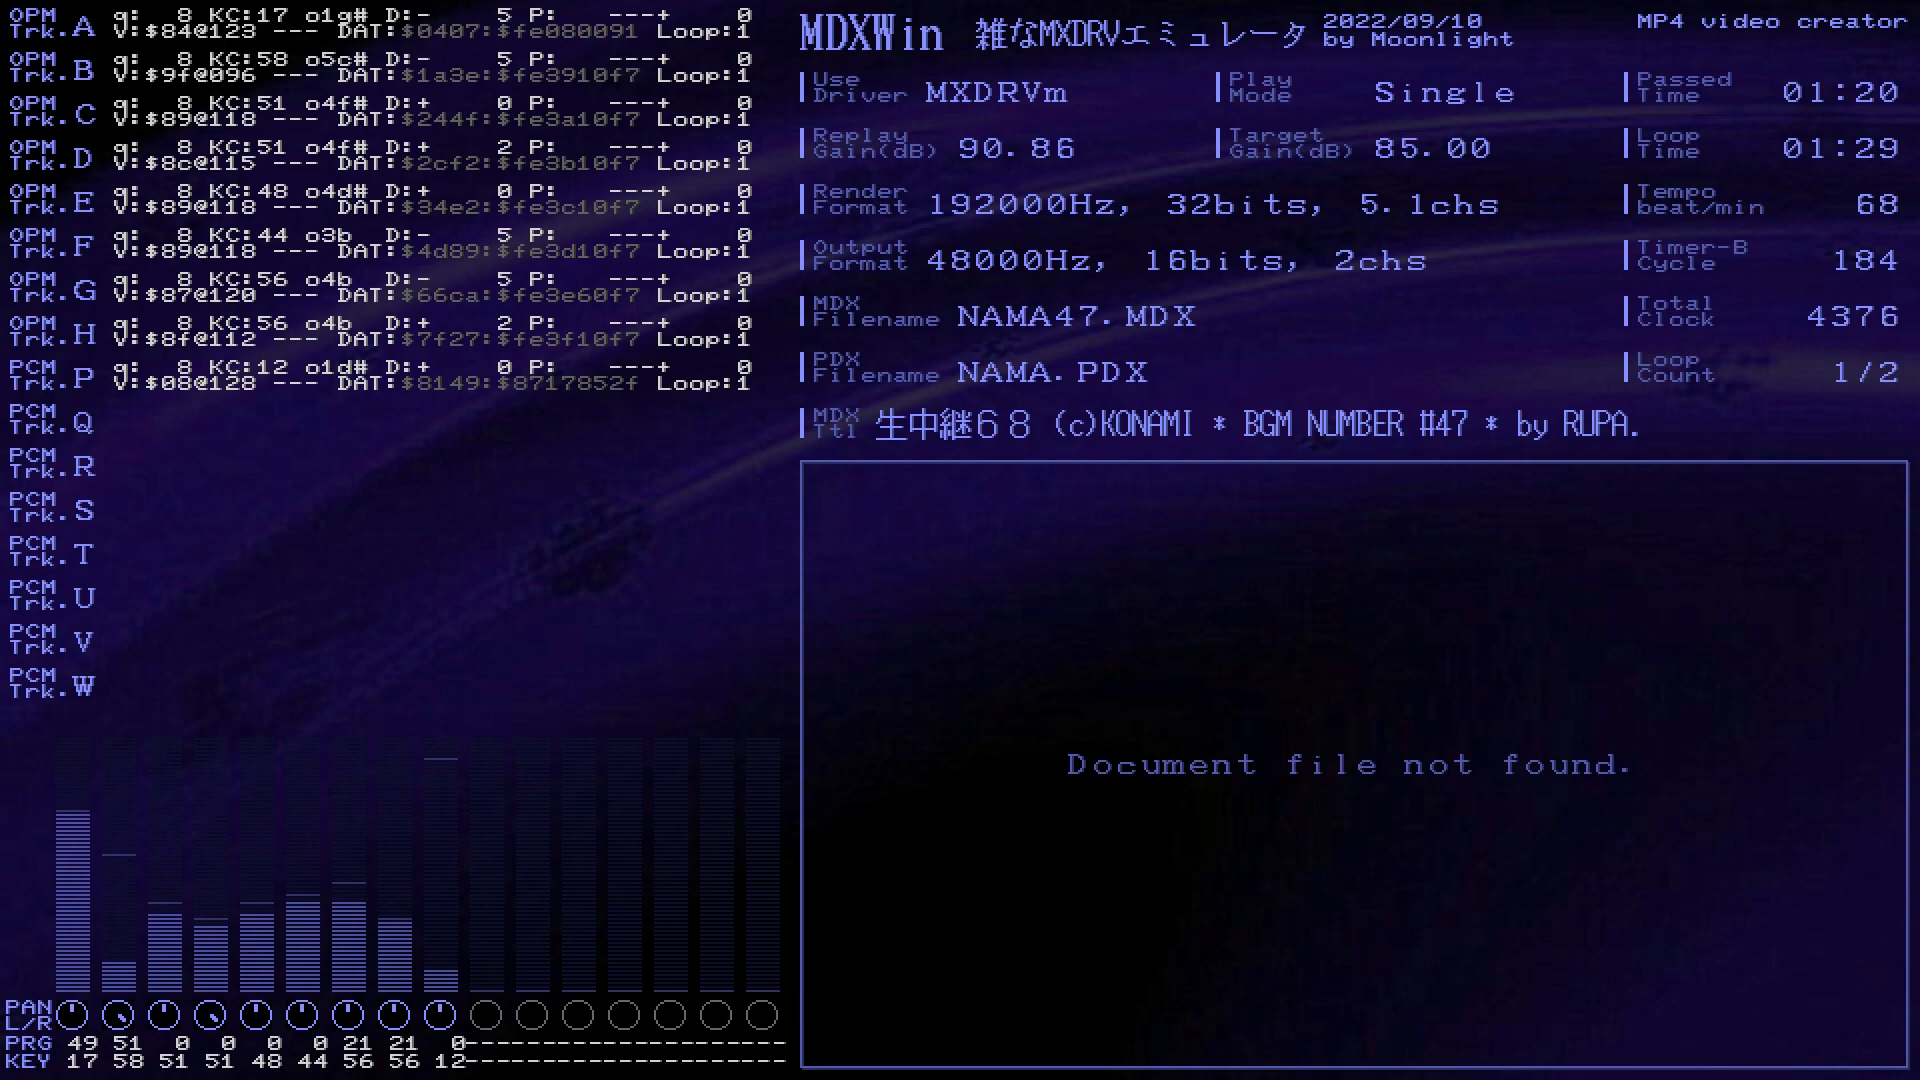 OPM Trk.A q: 8 KC:17 o1g# D:- 5 P: ---+ 0
V:$84@123 --- DAT:$0407:$fe080091 Loop:1
OPM Trk.B q: 8 KC:58 o5c# D:- 5 P: ---+ 0
V:$9f@096 --- DAT:$1a3e:$fe3910f7 Loop:1
OPM Trk.C q: 8 KC:51 o4f# D:+ 0 P: ---+ 0
V:$89@118 --- DAT:$244f:$fe3a10f7 Loop:1
OPM Trk.D q: 8 KC:51 o4f# D:+ 2 P: ---+ 0
V:$8c@115 --- DAT:$2cf2:$fe3b10f7 Loop:1
OPM Trk.E q: 8 KC:48 o4d# D:+ 0 P: ---+ 0
V:$89@118 --- DAT:$34e2:$fe3c10f7 Loop:1
OPM Trk.F q: 8 KC:44 o3b D:- 5 P: ---+ 0
V:$89@118 --- DAT:$4d89:$fe3d10f7 Loop:1
OPM Trk.G q: 8 KC:56 o4b D:- 5 P: ---+ 0
V:$87@120 --- DAT:$66ca:$fe3e60f7 Loop:1
OPM Trk.H q: 8 KC:56 o4b D:+ 2 P: ---+ 0
V:$8f@112 --- DAT:$7f27:$fe3f10f7 Loop:1
PCM Trk.P q: 8 KC:12 o1d# D:+ 0 P: ---+ 0
V:$08@128 --- DAT:$8149:$8717852f Loop:1
PCM Trk.Q
PCM Trk.R
PCM Trk.S
PCM Trk.T
PCM Trk.U
PCM Trk.V
PCM Trk.W
PAN L/R
PRG 49 51 0 0 0 0 21 21 0
KEY 17 58 51 51 48 44 56 56 12
MDXWin 雑なMXDRVエミュレータ 2022/09/10 by Moonlight MP4 video creator
Use Driver MXDRVm Play Mode Single Passed Time 01:20
Replay Gain(dB) 90.86 Target Gain(dB) 85.00 Loop Time 01:29
Render Format 192000Hz, 32bits, 5.1chs Tempo beat/min 68
Output Format 48000Hz, 16bits, 2chs Timer-B Cycle 184
MDX Filename NAMA47.MDX Total Clock 4376
PDX Filename NAMA.PDX Loop Count 1/2
MDX Ttl 生中継６８ (c)KONAMI * BGM NUMBER #47 * by RUPA.
Document file not found.